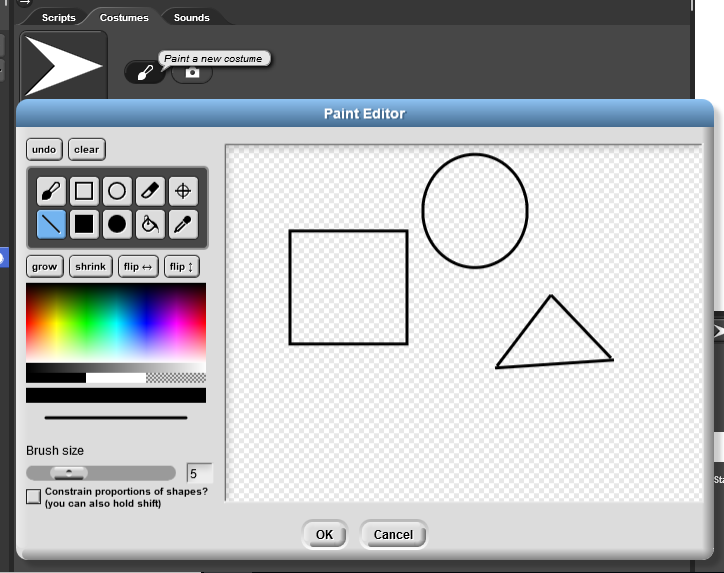 Scripts Costumes Sounds
Paint a new costume
Paint Editor
undo clear
grow shrink flip ↔ flip ↕
Brush size
5
Constrain proportions of shapes?
(you can also hold shift)
OK Cancel